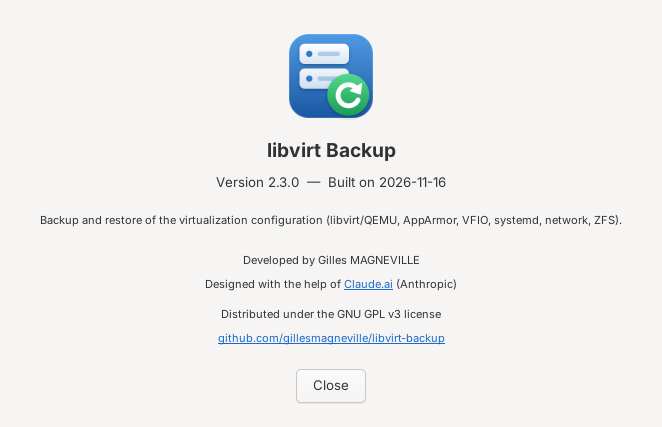 libvirt Backup
Version 2.3.0 — Built on 2026-11-16
Backup and restore of the virtualization configuration (libvirt/QEMU, AppArmor, VFIO, systemd, network, ZFS).
Developed by Gilles MAGNEVILLE
Designed with the help of Claude.ai (Anthropic)
Distributed under the GNU GPL v3 license
github.com/gillesmagneville/libvirt-backup
Close